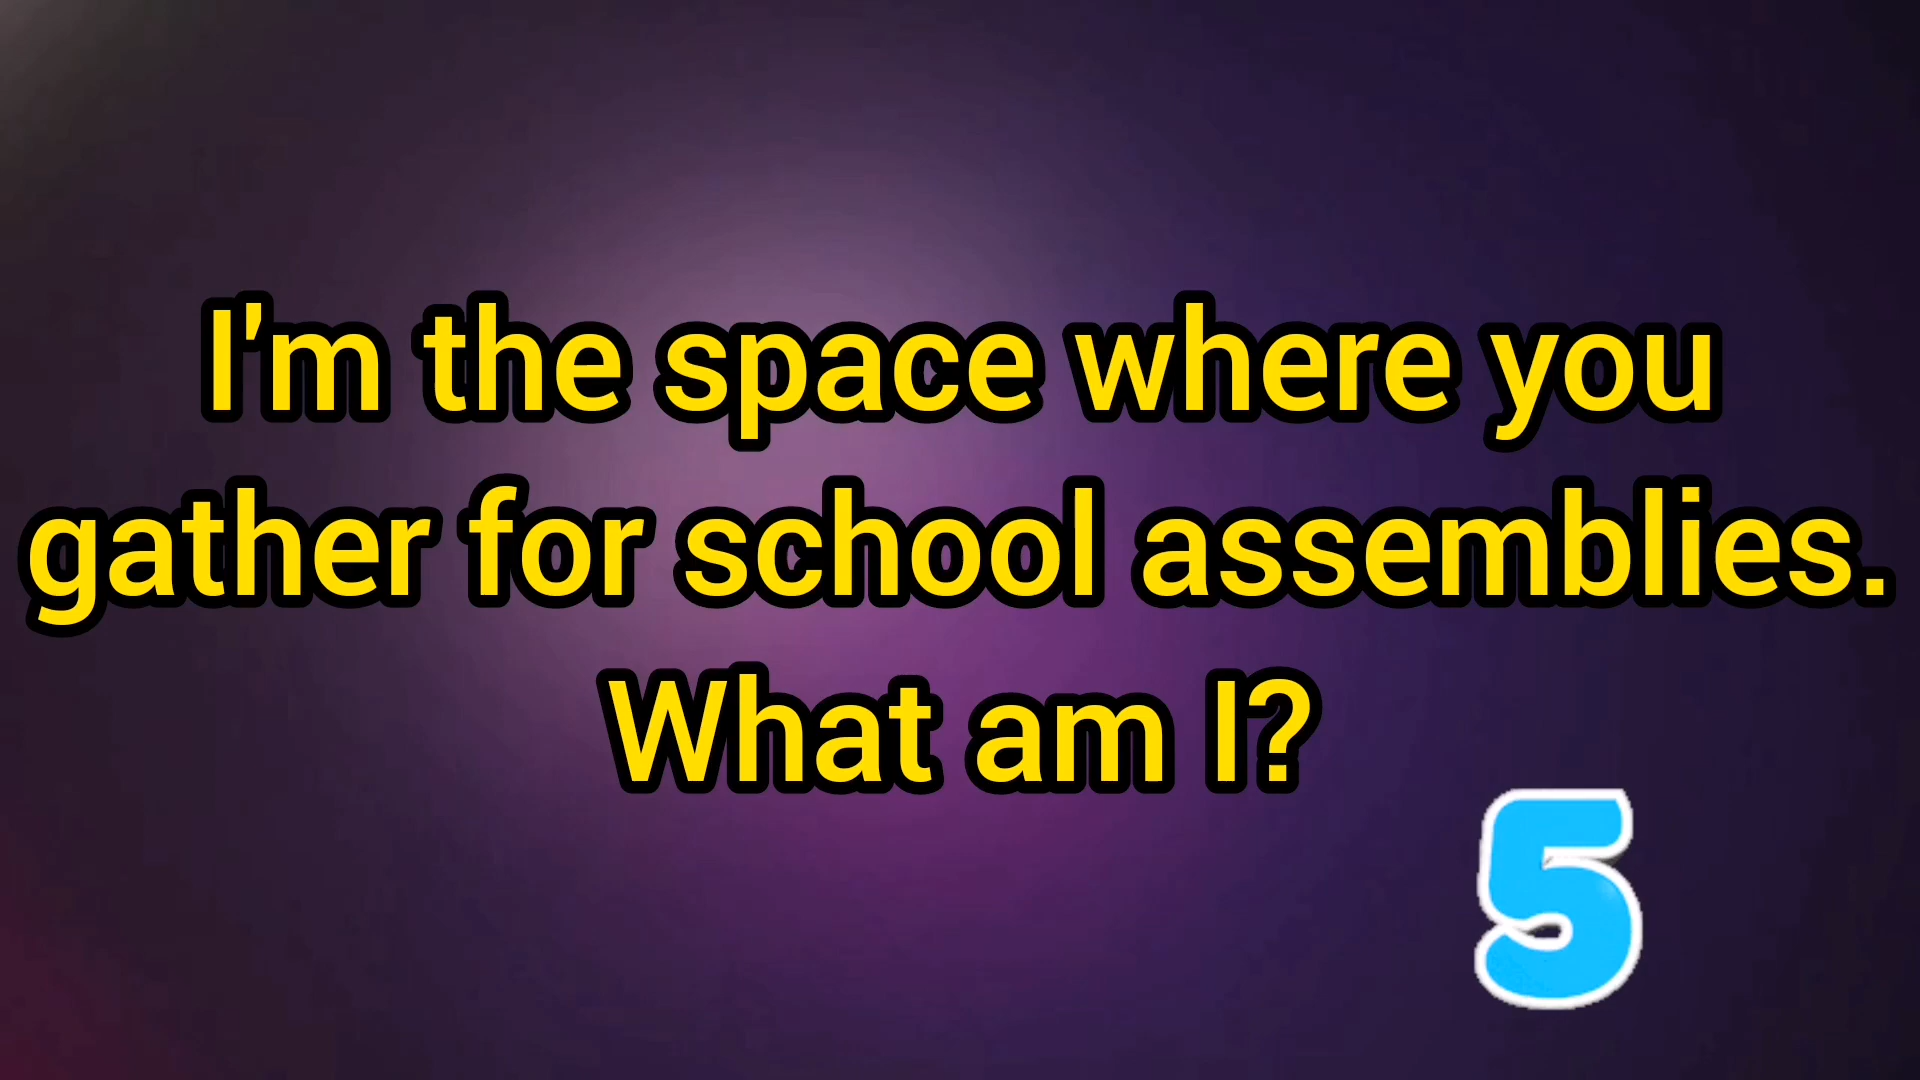 I'm the space where you
gather for school assemblies.
What am I?
5